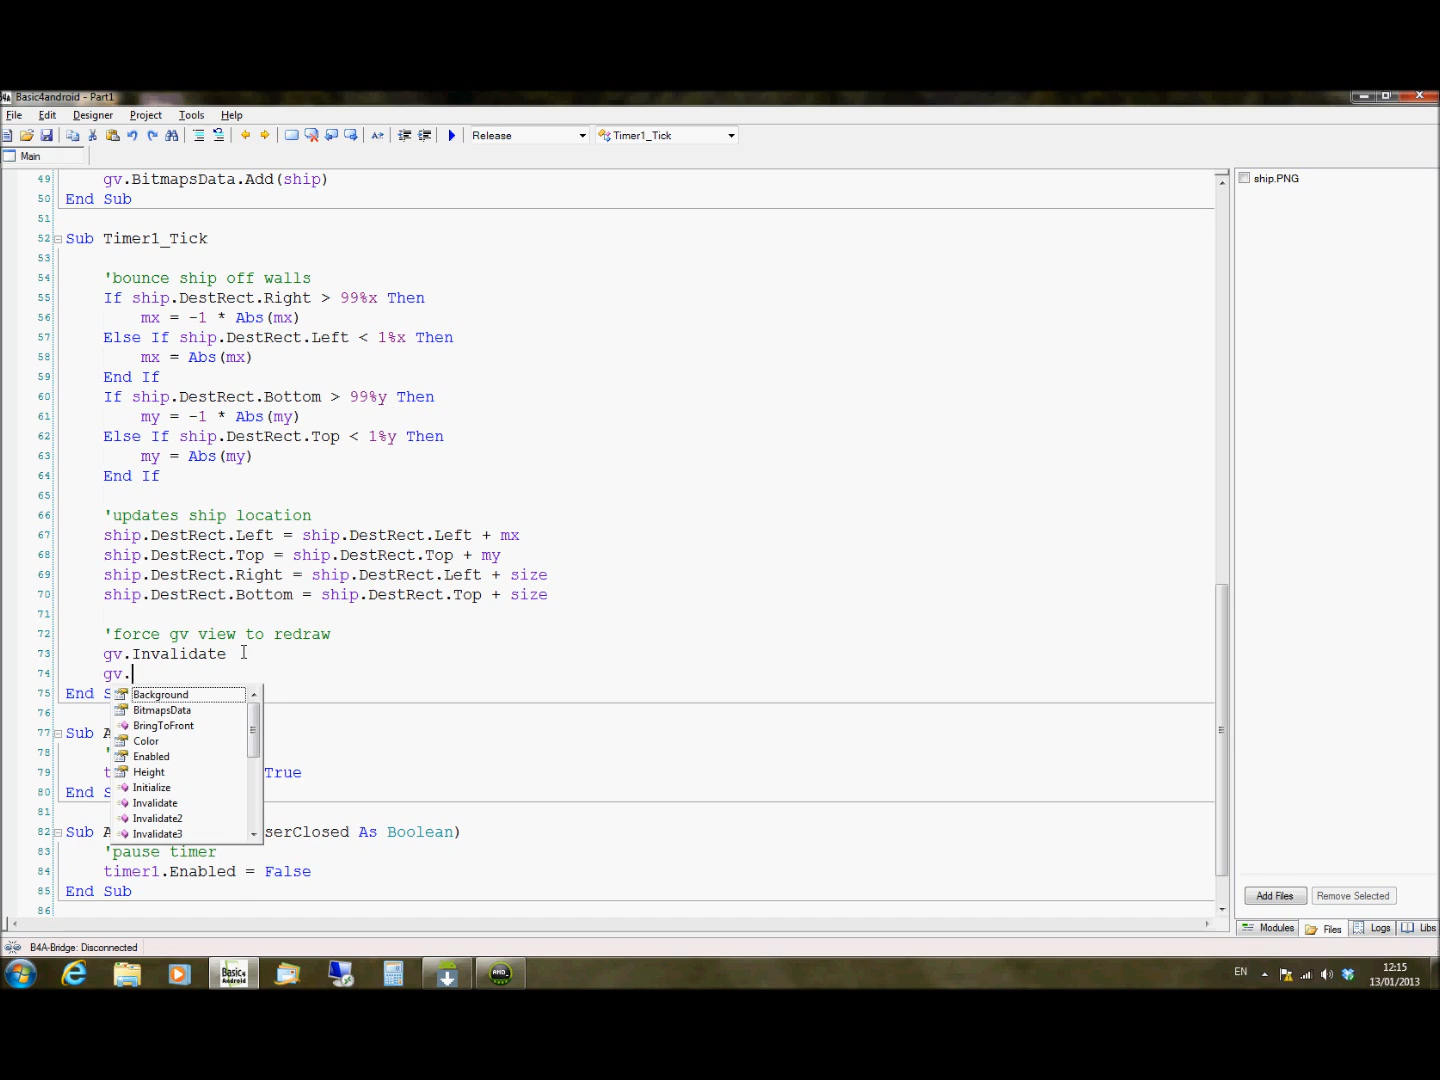 Basic4android - Part1
File Edit Designer Project Tools Help
Release Timer1_Tick
Main
49 gv.BitmapsData.Add(ship)
50 End Sub
51
52 Sub Timer1_Tick
53
54 'bounce ship off walls
55 If ship.DestRect.Right > 99%x Then
56 mx = -1 * Abs(mx)
57 Else If ship.DestRect.Left < 1%x Then
58 mx = Abs(mx)
59 End If
60 If ship.DestRect.Bottom > 99%y Then
61 my = -1 * Abs(my)
62 Else If ship.DestRect.Top < 1%y Then
63 my = Abs(my)
64 End If
65
66 'updates ship location
67 ship.DestRect.Left = ship.DestRect.Left + mx
68 ship.DestRect.Top = ship.DestRect.Top + my
69 ship.DestRect.Right = ship.DestRect.Left + size
70 ship.DestRect.Bottom = ship.DestRect.Top + size
71
72 'force gv view to redraw
73 gv.Invalidate
74 gv.
75 End S
Background
BitmapsData
BringToFront
Color
Enabled
Height
Initialize
Invalidate
Invalidate2
Invalidate3
76
77 Sub A
78 '
79 t True
80 End S
81
82 Sub A serClosed As Boolean)
83 'pause timer
84 timer1.Enabled = False
85 End Sub
86
ship.PNG
Add Files Remove Selected
Modules Files Logs Libs
B4A-Bridge: Disconnected
Basic4 Android
AMD
EN
12:15
13/01/2013